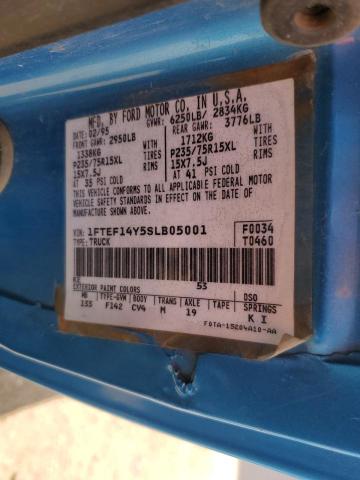 MFD. BY FORD MOTOR CO. IN U.S.A.
02/95 GVWR: 6250LB/ 2834KG
FRONT GAWR: 2950LB REAR GAWR: 3776LB
1338KG WITH 1712KG WITH
P235/75R15XL TIRES P235/75R15XL TIRES
15X7.5J RIMS 15X7.5J RIMS
AT 35 PSI COLD AT 41 PSI COLD
THIS VEHICLE CONFORMS TO ALL APPLICABLE FEDERAL MOTOR
VEHICLE SAFETY STANDARDS IN EFFECT ON THE DATE OF
MANUFACTURE SHOWN ABOVE.
VIN: 1FTEF14Y5SLB05001 F0034
TYPE: TRUCK T0460
KE 53
EXTERIOR PAINT COLORS DSO
WB TYPE-GVW BODY TRANS AXLE TAPE SPRINGS
133 F142 CV4 M 19 K I
F0TA-15204A10-AA